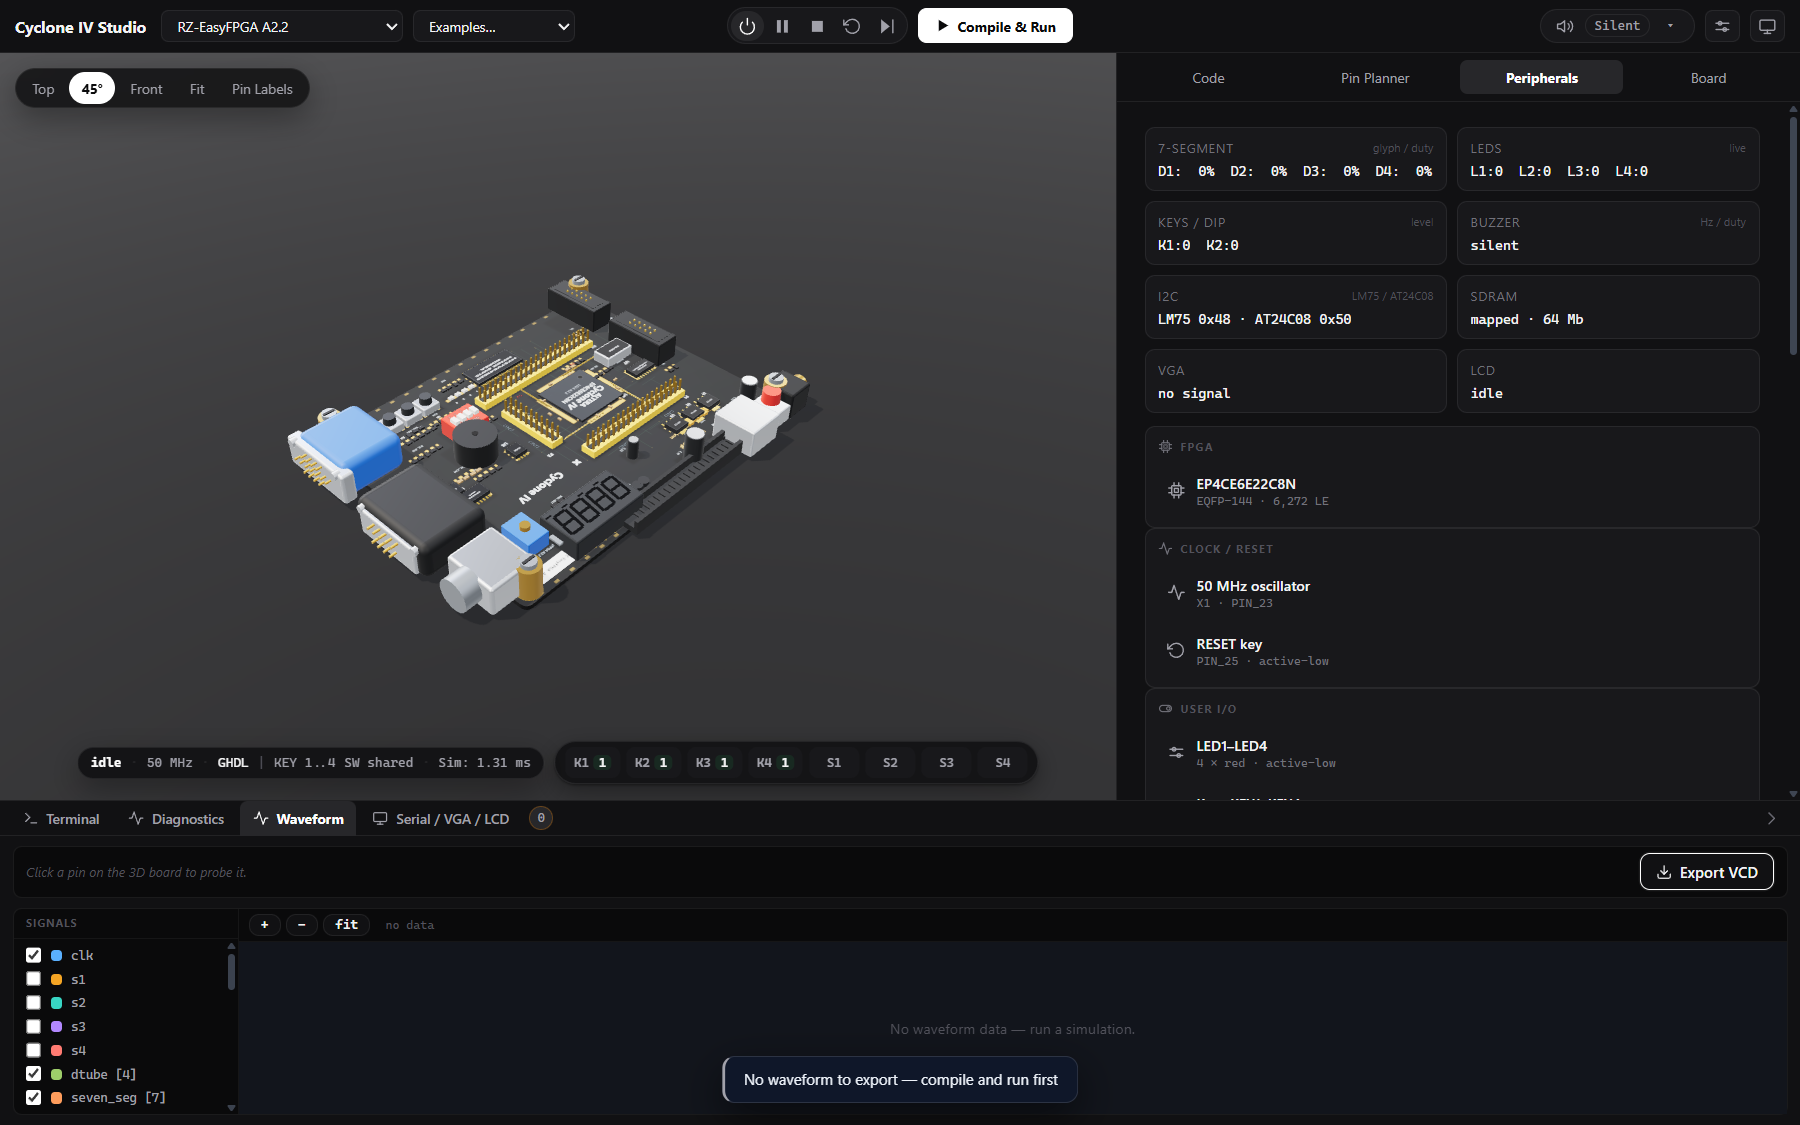 Cyclone IV Studio
RZ-EasyFPGA A2.2
Examples...
Compile & Run
Silent
Top 45° Front Fit Pin Labels
Code Pin Planner Peripherals Board
7-SEGMENT glyph / duty
D1: 0% D2: 0% D3: 0% D4: 0%
LEDS live
L1:0 L2:0 L3:0 L4:0
KEYS / DIP level
K1:0 K2:0
BUZZER Hz / duty
silent
I2C LM75 / AT24C08
LM75 0x48 · AT24C08 0x50
SDRAM
mapped · 64 Mb
VGA
no signal
LCD
idle
FPGA
EP4CE6E22C8N
EQFP-144 · 6,272 LE
CLOCK / RESET
50 MHz oscillator
X1 · PIN_23
RESET key
PIN_25 · active-low
USER I/O
LED1–LED4
4 × red · active-low
Cyclone IV
idle · 50 MHz · GHDL | KEY 1..4 SW shared · Sim: 1.31 ms
K1 1 K2 1 K3 1 K4 1 S1 S2 S3 S4
Terminal Diagnostics Waveform Serial / VGA / LCD 0
Click a pin on the 3D board to probe it.
Export VCD
SIGNALS
+ − fit no data
clk
s1
s2
s3
s4
dtube [4]
seven_seg [7]
No waveform data — run a simulation.
No waveform to export — compile and run first